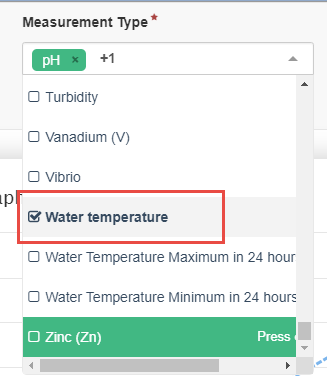 Measurement Type*
pH × +1
Turbidity
Vanadium (V)
Vibrio
Water temperature
Water Temperature Maximum in 24 hour
Water Temperature Minimum in 24 hours
Zinc (Zn) Press